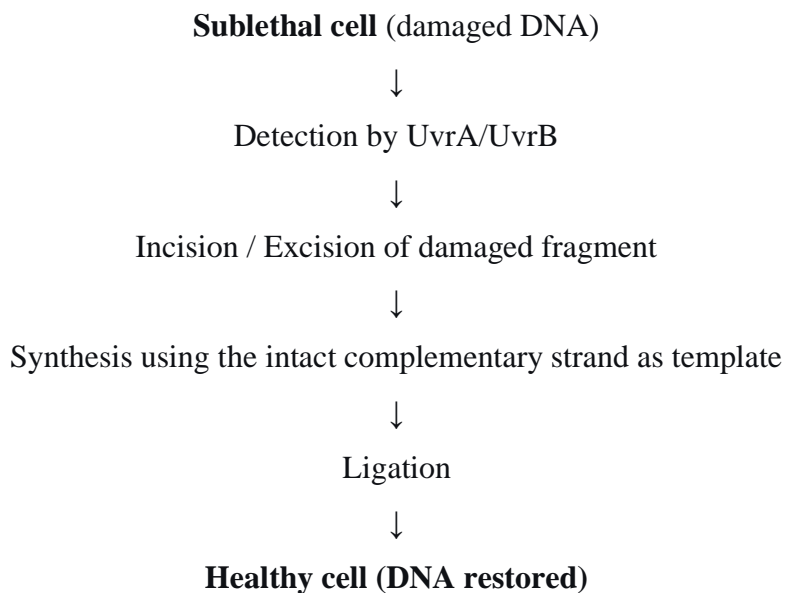 Sublethal cell (damaged DNA)
↓
Detection by UvrA/UvrB
↓
Incision / Excision of damaged fragment
↓
Synthesis using the intact complementary strand as template
↓
Ligation
↓
Healthy cell (DNA restored)